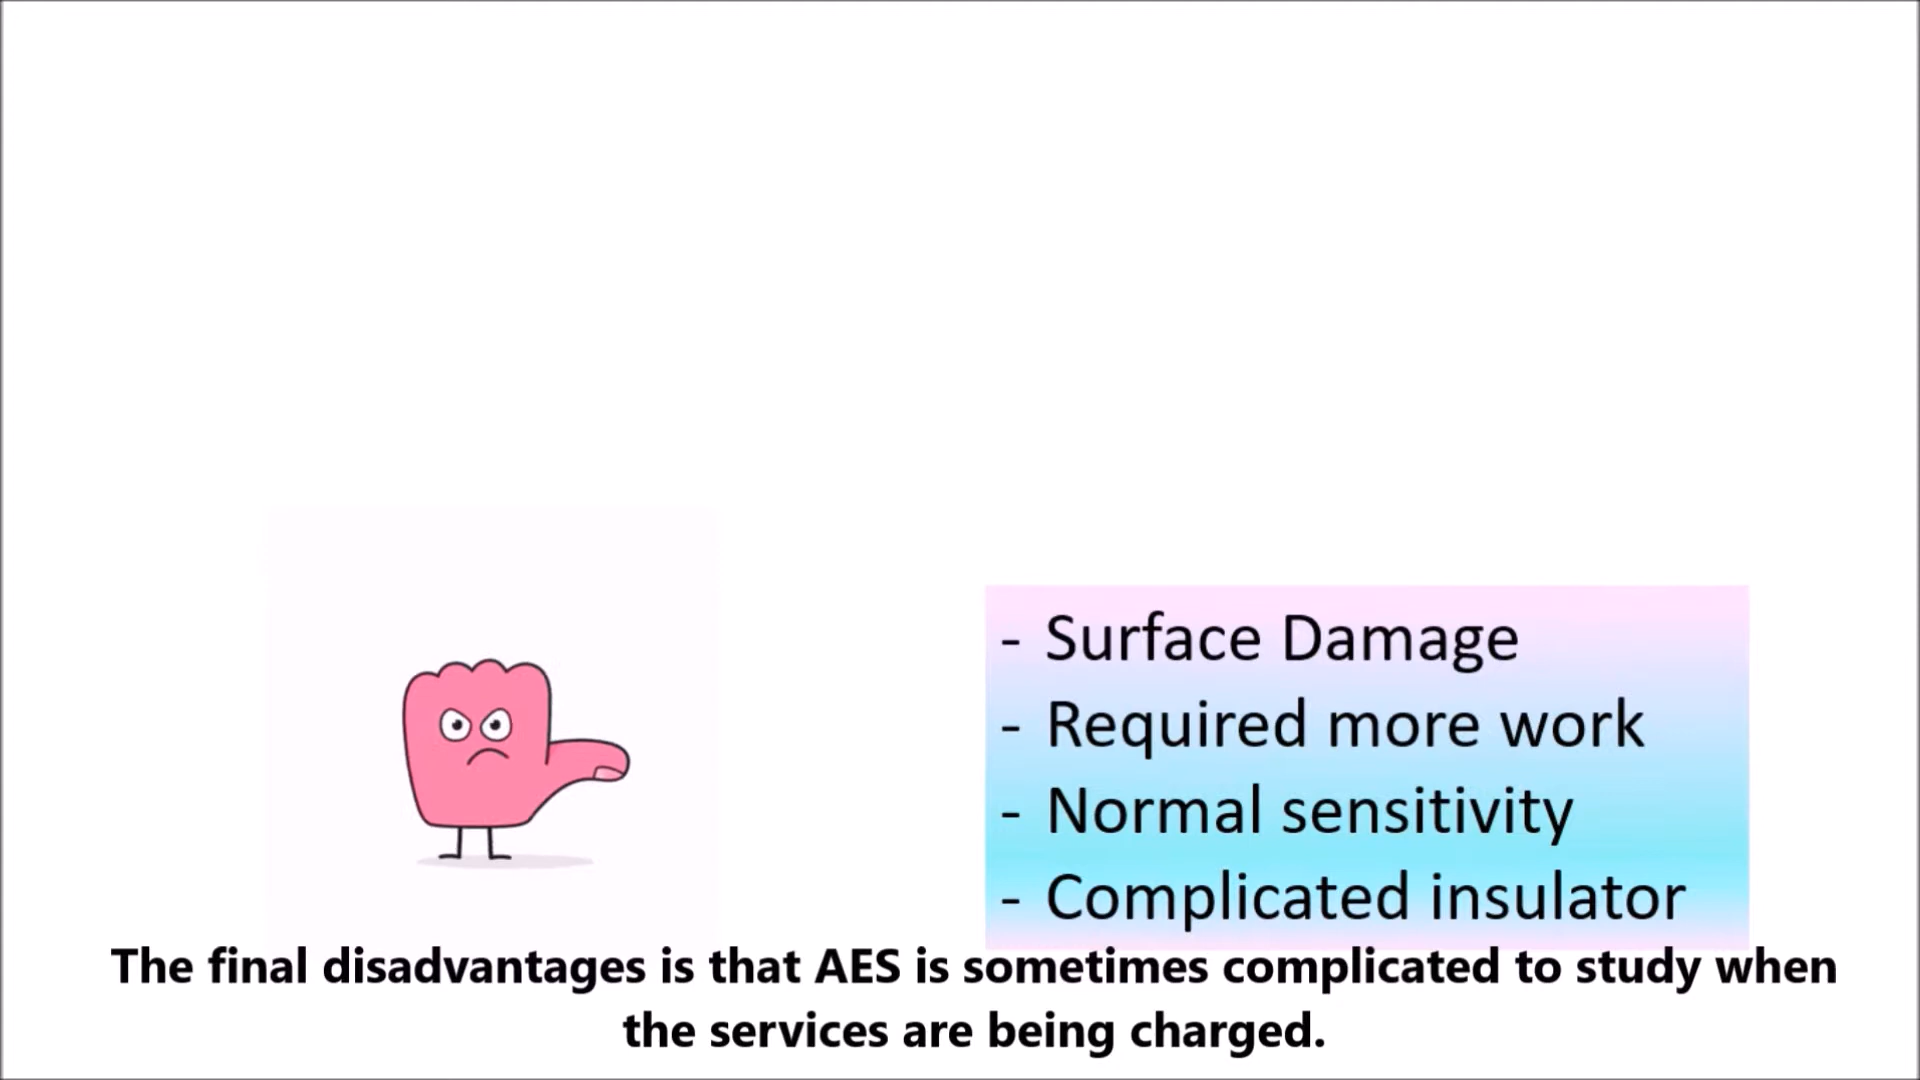 - Surface Damage
- Required more work
- Normal sensitivity
- Complicated insulator
The final disadvantages is that AES is sometimes complicated to study when
the services are being charged.